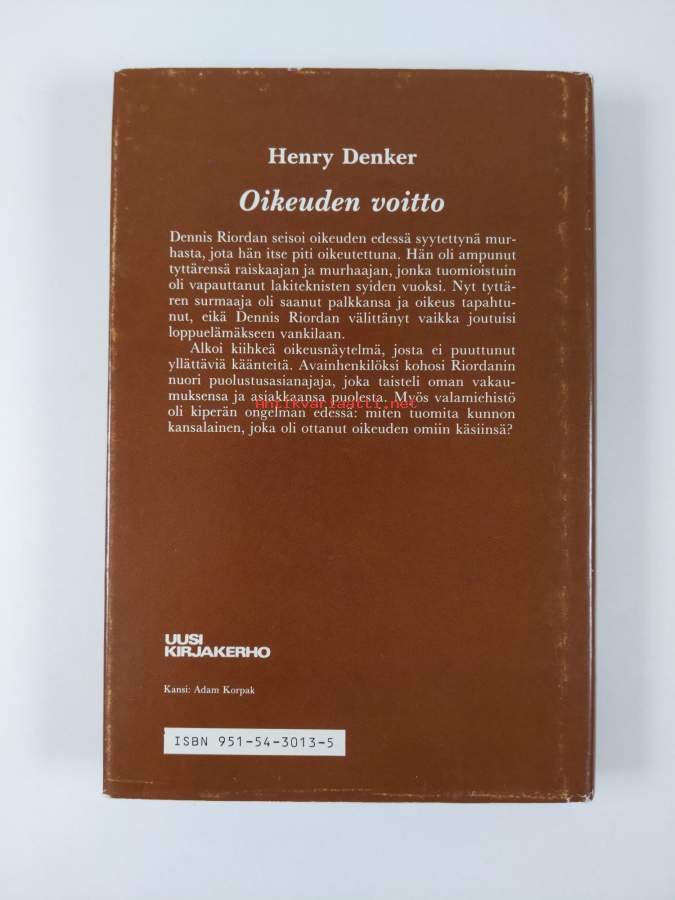 Henry Denker
Oikeuden voitto
Dennis Riordan seisoi oikeuden edessä syytettynä mur-
hasta, jota hän itse piti oikeutettuna. Hän oli ampunut
tyttärensä raiskaajan ja murhaajan, jonka tuomioistuin
oli vapauttanut lakiteknisten syiden vuoksi. Nyt tyttä-
ren surmaaja oli saanut palkkansa ja oikeus tapahtu-
nut, eikä Dennis Riordan välittänyt vaikka joutuisi
loppuelämäkseen vankilaan.
Alkoi kiihkeä oikeusnäytelmä, josta ei puuttunut
yllättäviä käänteitä. Avainhenkilöksi kohosi Riordanin
nuori puolustusasianajaja, joka taisteli oman vakau-
muksensa ja asiakkaansa puolesta. Myös valamiehistö
Antikvariaatti.net
oli kiperän ongelman edessä: miten tuomita kunnon
kansalainen, joka oli ottanut oikeuden omiin käsiinsä?
UUSI
KIRJAKERHO
Kansi: Adam Korpak
ISBN 951-54-3013-5